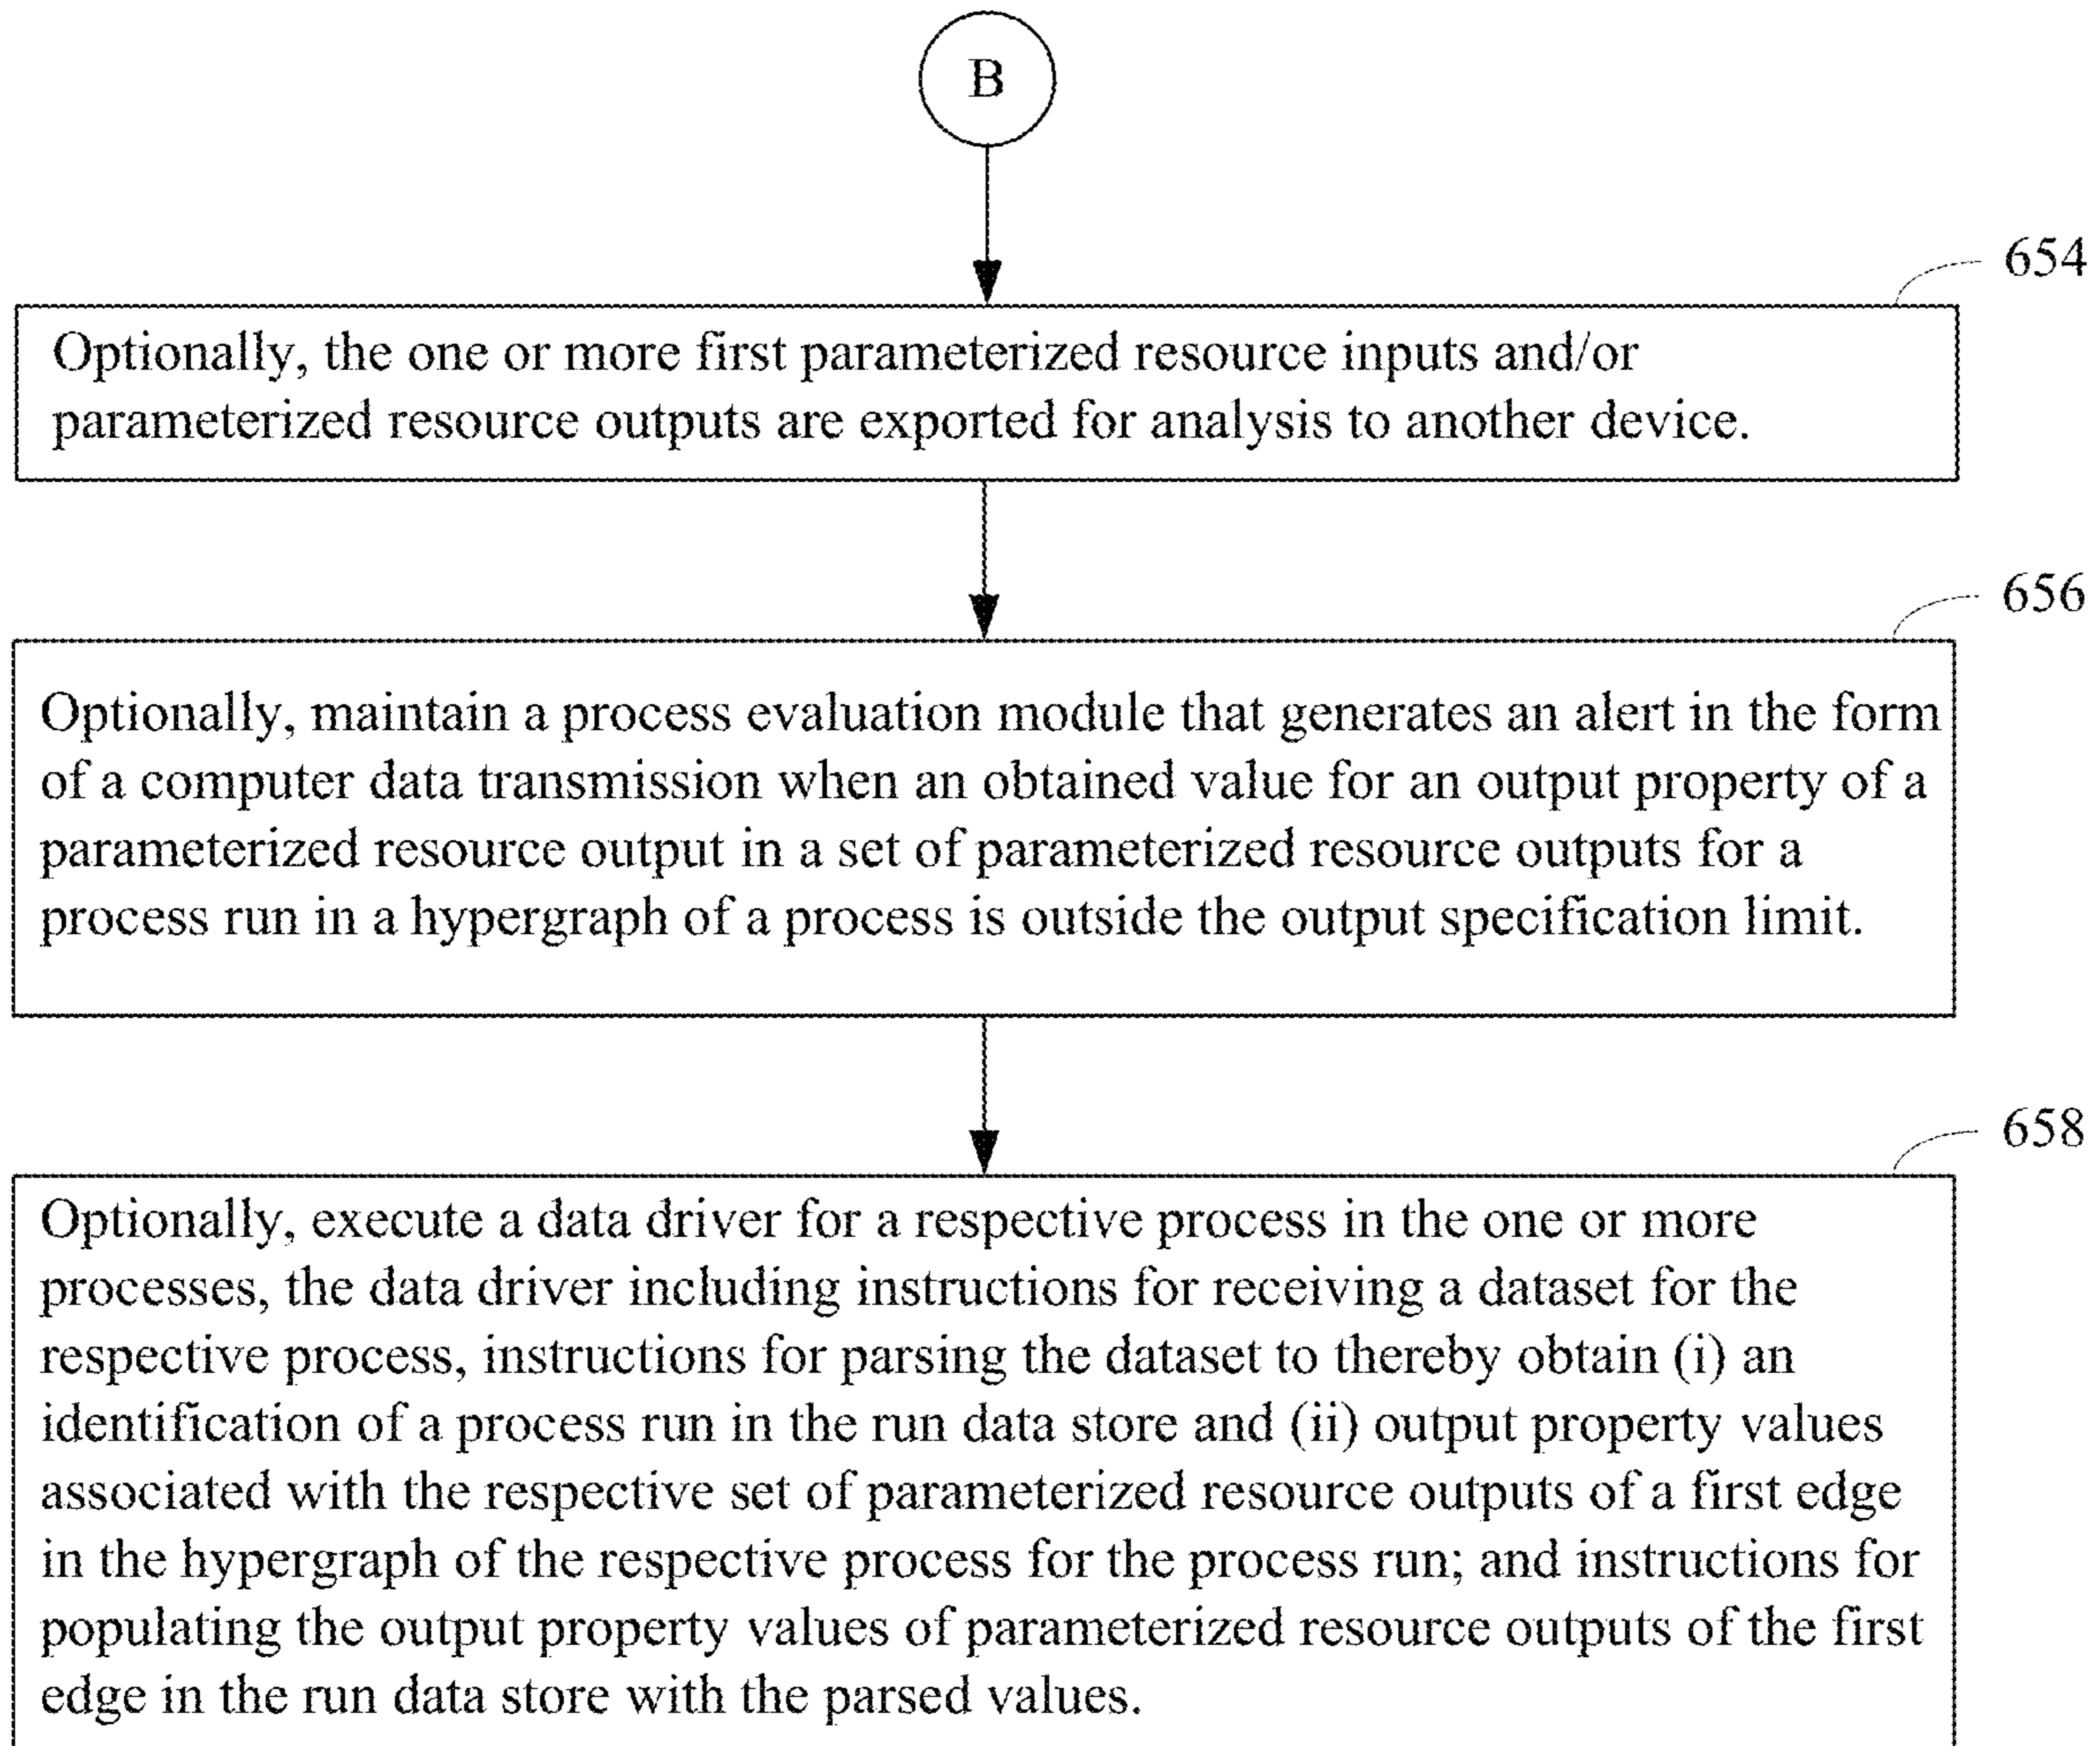 B
654
Optionally, the one or more first parameterized resource inputs and/or
parameterized resource outputs are exported for analysis to another device.
656
Optionally, maintain a process evaluation module that generates an alert in the form
of a computer data transmission when an obtained value for an output property of a
parameterized resource output in a set of parameterized resource outputs for a
process run in a hypergraph of a process is outside the output specification limit.
658
Optionally, execute a data driver for a respective process in the one or more
processes, the data driver including instructions for receiving a dataset for the
respective process, instructions for parsing the dataset to thereby obtain (i) an
identification of a process run in the run data store and (ii) output property values
associated with the respective set of parameterized resource outputs of a first edge
in the hypergraph of the respective process for the process run; and instructions for
populating the output property values of parameterized resource outputs of the first
edge in the run data store with the parsed values.